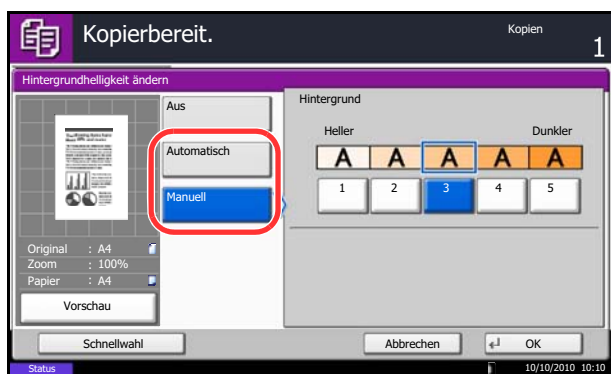 Kopierbereit.
Kopien
1
Hintergrundhelligkeit ändern
Aus
Automatisch
Manuell
Hintergrund
Heller Dunkler
A A A A A
1 2 3 4 5
Original : A4
Zoom : 100%
Papier : A4
Vorschau
Schnellwahl
Abbrechen
OK
Status
10/10/2010 10:10